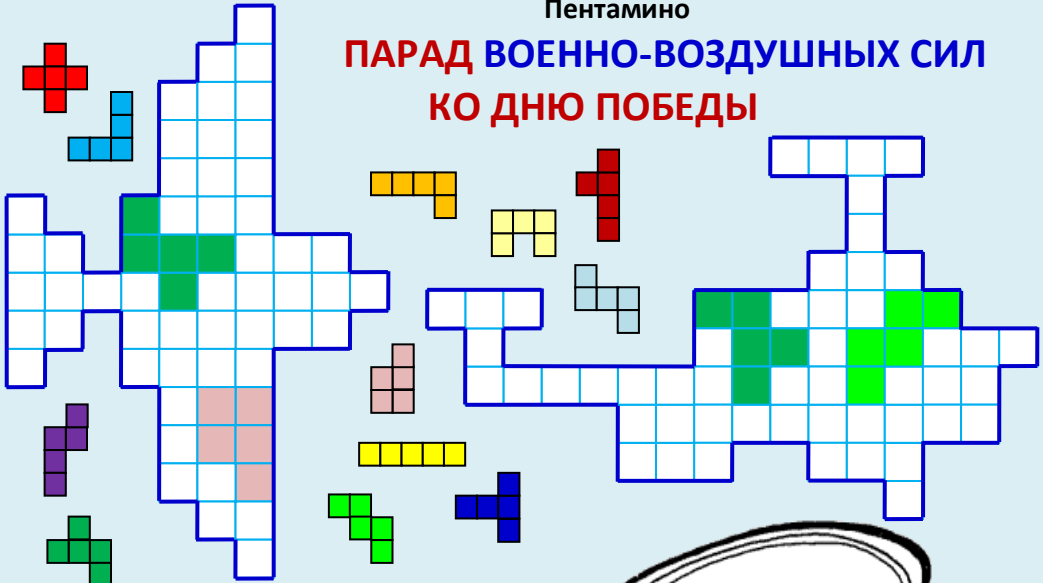 Пентамино
ПАРАД ВОЕННО-ВОЗДУШНЫХ СИЛ
КО ДНЮ ПОБЕДЫ